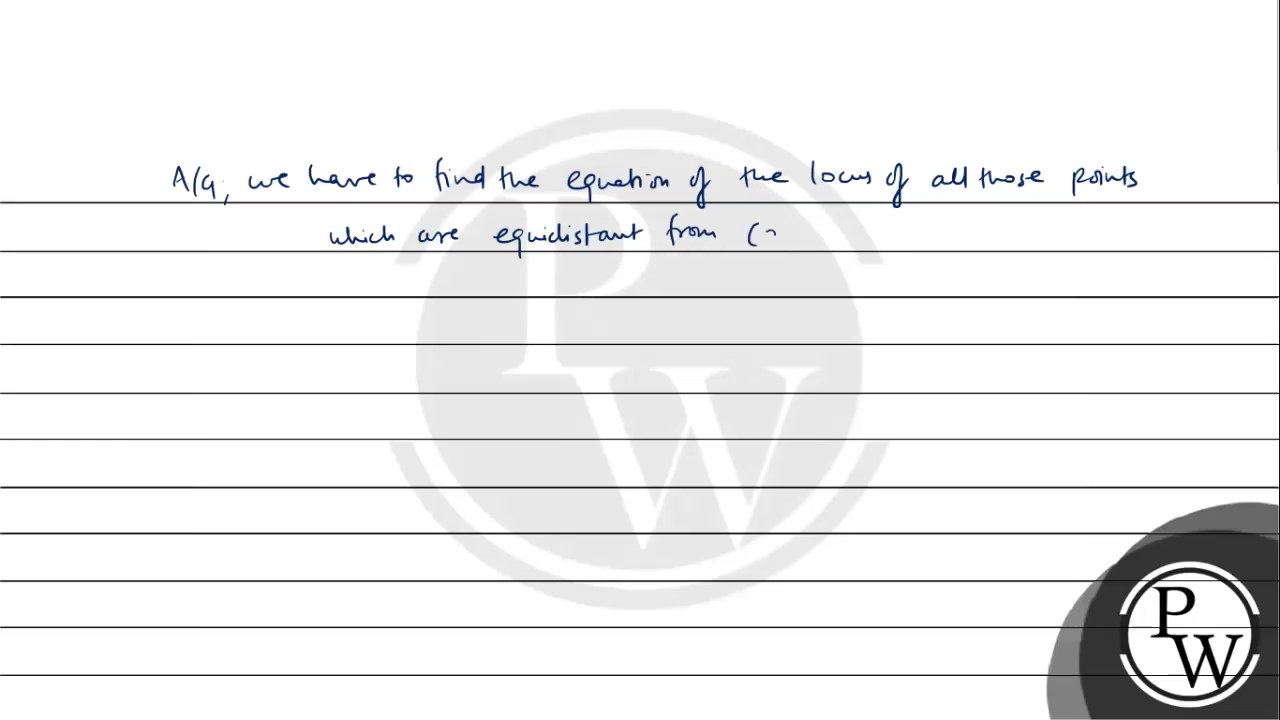 A/q, we have to find the equation of the locus of all those points
which are equidistant from (
P
W
P
W